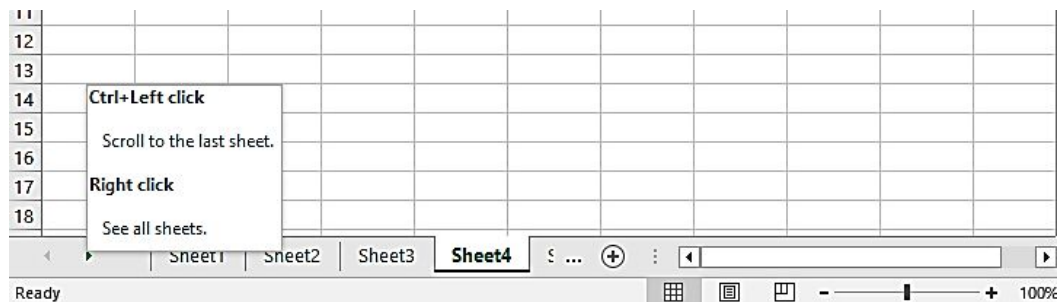 11
12
13
14
15
16
17
18
Ctrl+Left click
Scroll to the last sheet.
Right click
See all sheets.
Sheet1 Sheet2 Sheet3 Sheet4 ...
Ready 100%